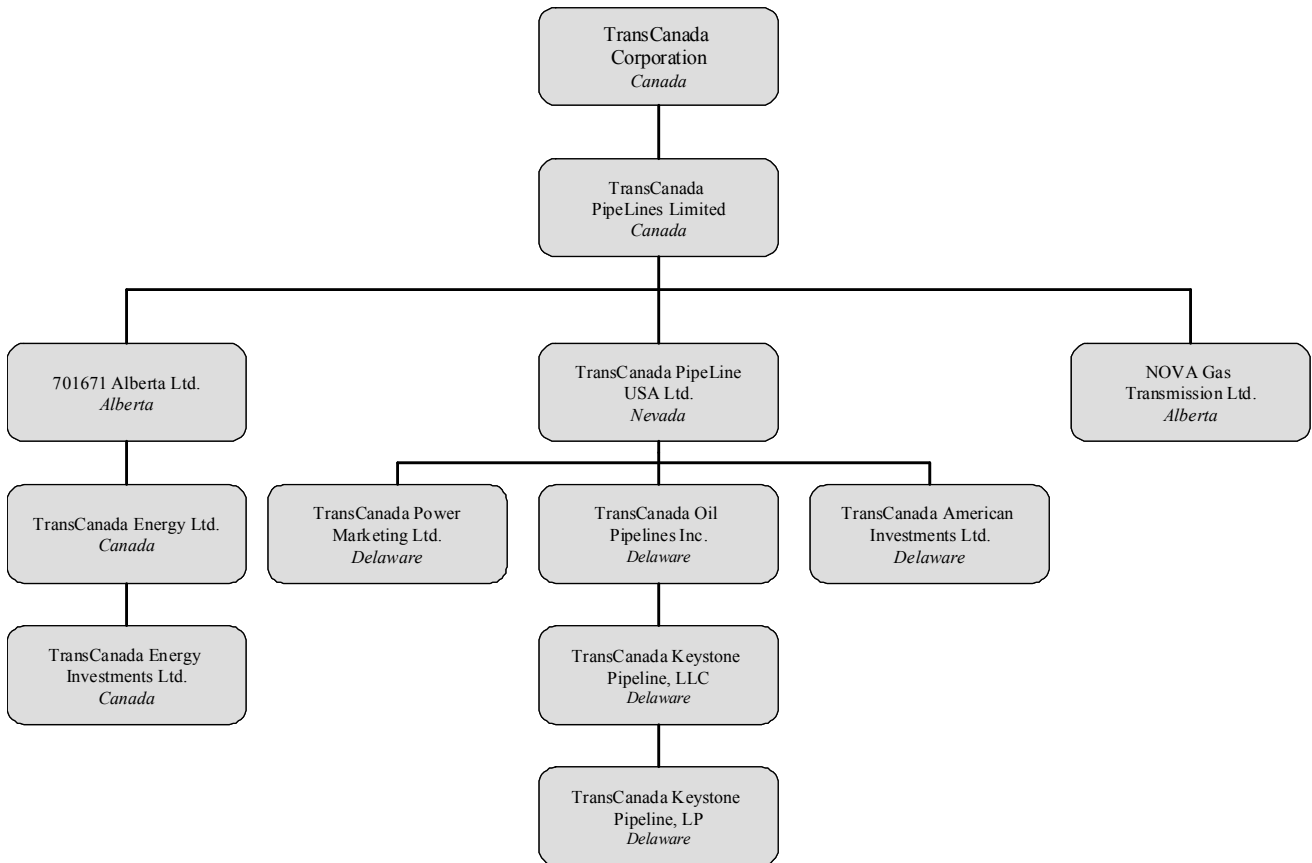 TransCanada
Corporation
Canada
TransCanada
PipeLines Limited
Canada
701671 Alberta Ltd.
Alberta
TransCanada PipeLine
USA Ltd.
Nevada
NOVA Gas
Transmission Ltd.
Alberta
TransCanada Energy Ltd.
Canada
TransCanada Power
Marketing Ltd.
Delaware
TransCanada Oil
Pipelines Inc.
Delaware
TransCanada American
Investments Ltd.
Delaware
TransCanada Energy
Investments Ltd.
Canada
TransCanada Keystone
Pipeline, LLC
Delaware
TransCanada Keystone
Pipeline, LP
Delaware